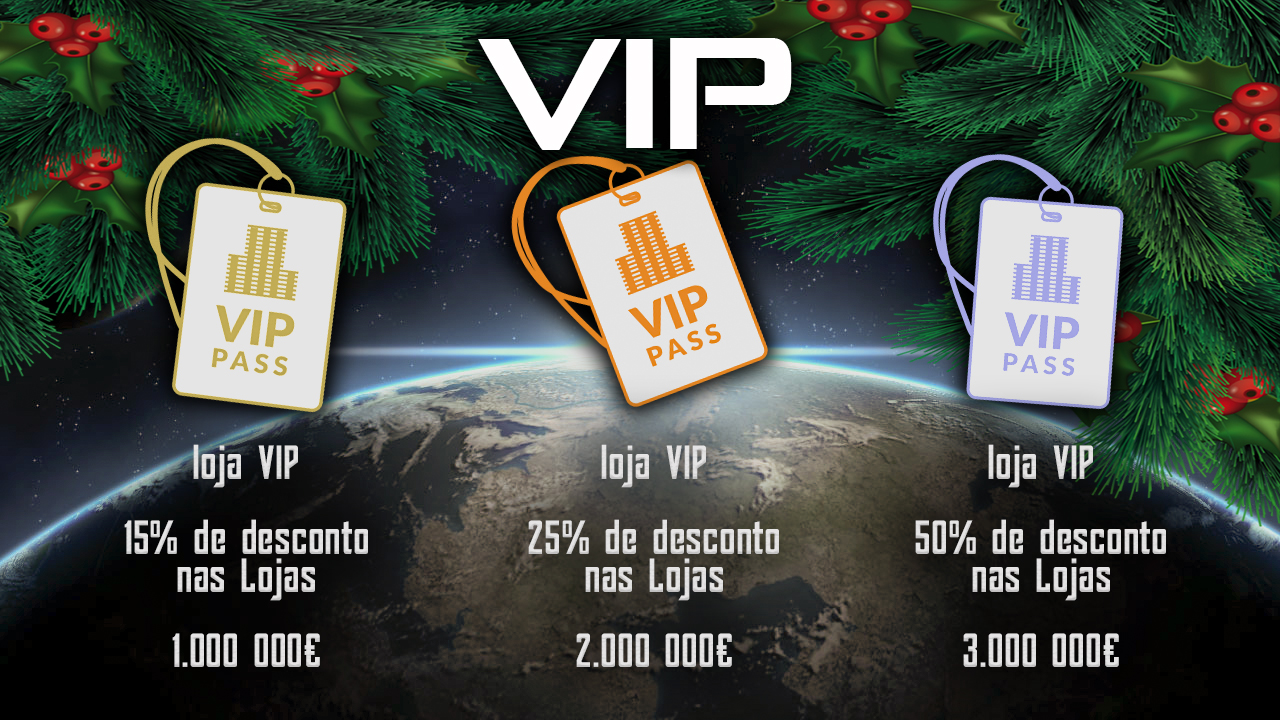 VIP
VIP
PASS
VIP
PASS
VIP
PASS
loja VIP
15% de desconto
nas Lojas
1.000 000€
loja VIP
25% de desconto
nas Lojas
2.000 000€
loja VIP
50% de desconto
nas Lojas
3.000 000€